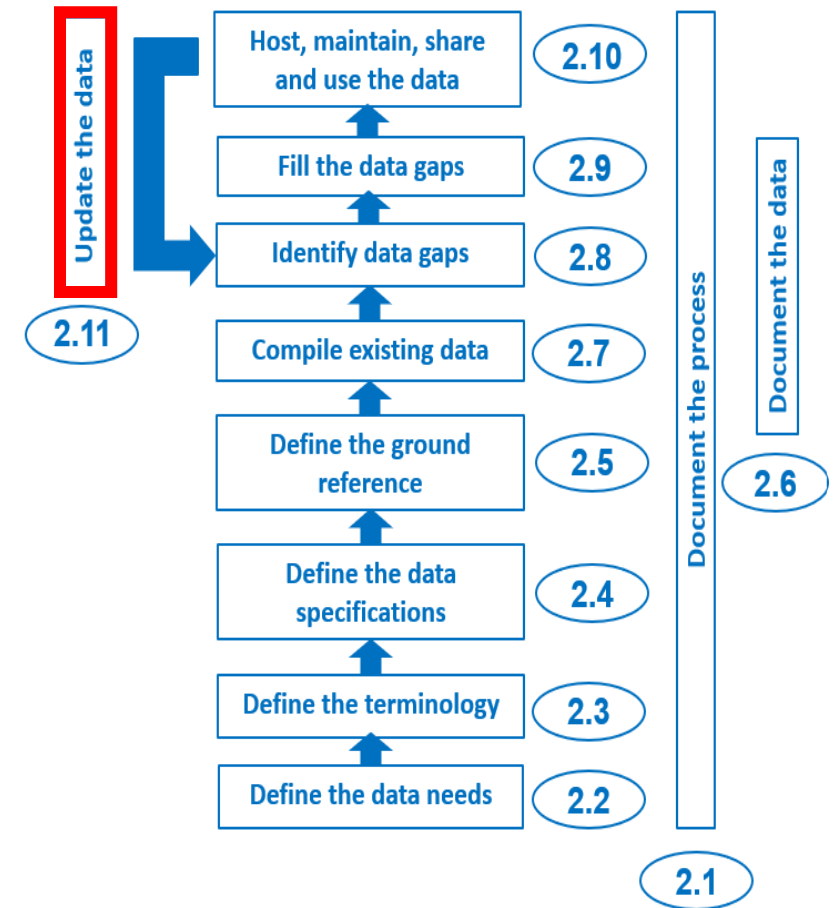 Update the data
2.11
Host, maintain, share
and use the data
2.10
Fill the data gaps
2.9
Identify data gaps
2.8
Compile existing data
2.7
Define the ground
reference
2.5
Define the data
specifications
2.4
Define the terminology
2.3
Define the data needs
2.2
Document the process
2.1
Document the data
2.6